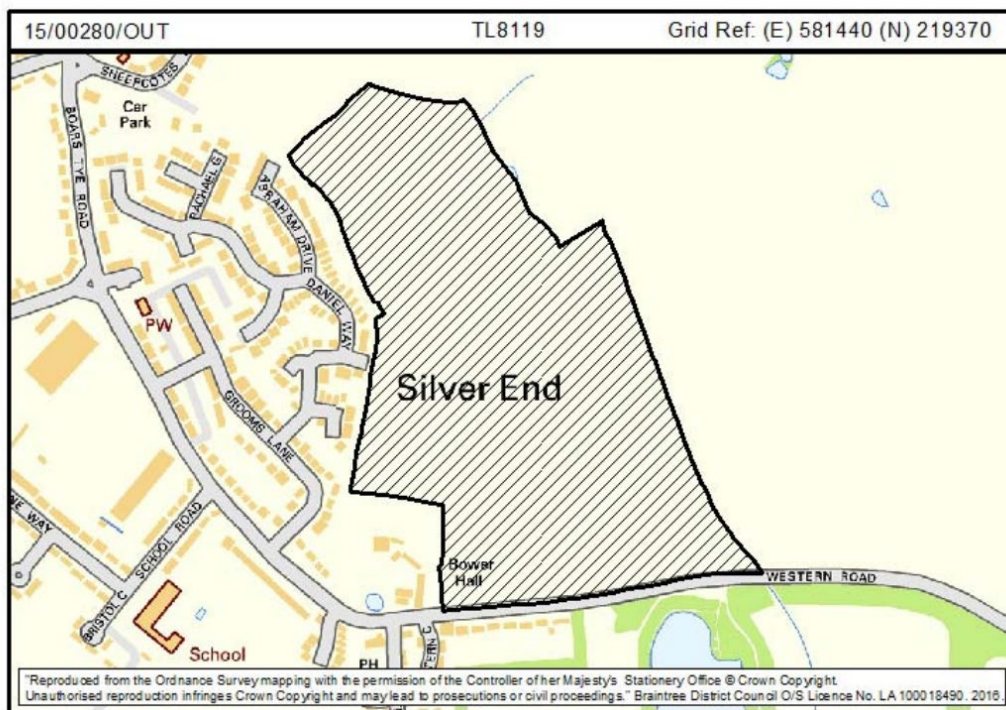 15/00280/OUT TL8119 Grid Ref: (E) 581440 (N) 219370
SHEEPCOTES
Car
Park
BOARS TYE ROAD
RACHAEL G
ABRAHAM DRIVE
DANIEL WAY
PW
Silver End
GROOMS LANE
WAY
SCHOOL ROAD
BRISTOL C
School
Bower
Hall
WESTERN ROAD
PH
TERN C
"Reproduced from the Ordnance Survey mapping with the permission of the Controller of her Majesty's Stationery Office © Crown Copyright.
Unauthorised reproduction infringes Crown Copyright and may lead to prosecutions or civil proceedings." Braintree District Council O/S Licence No. LA 100018490. 2016.